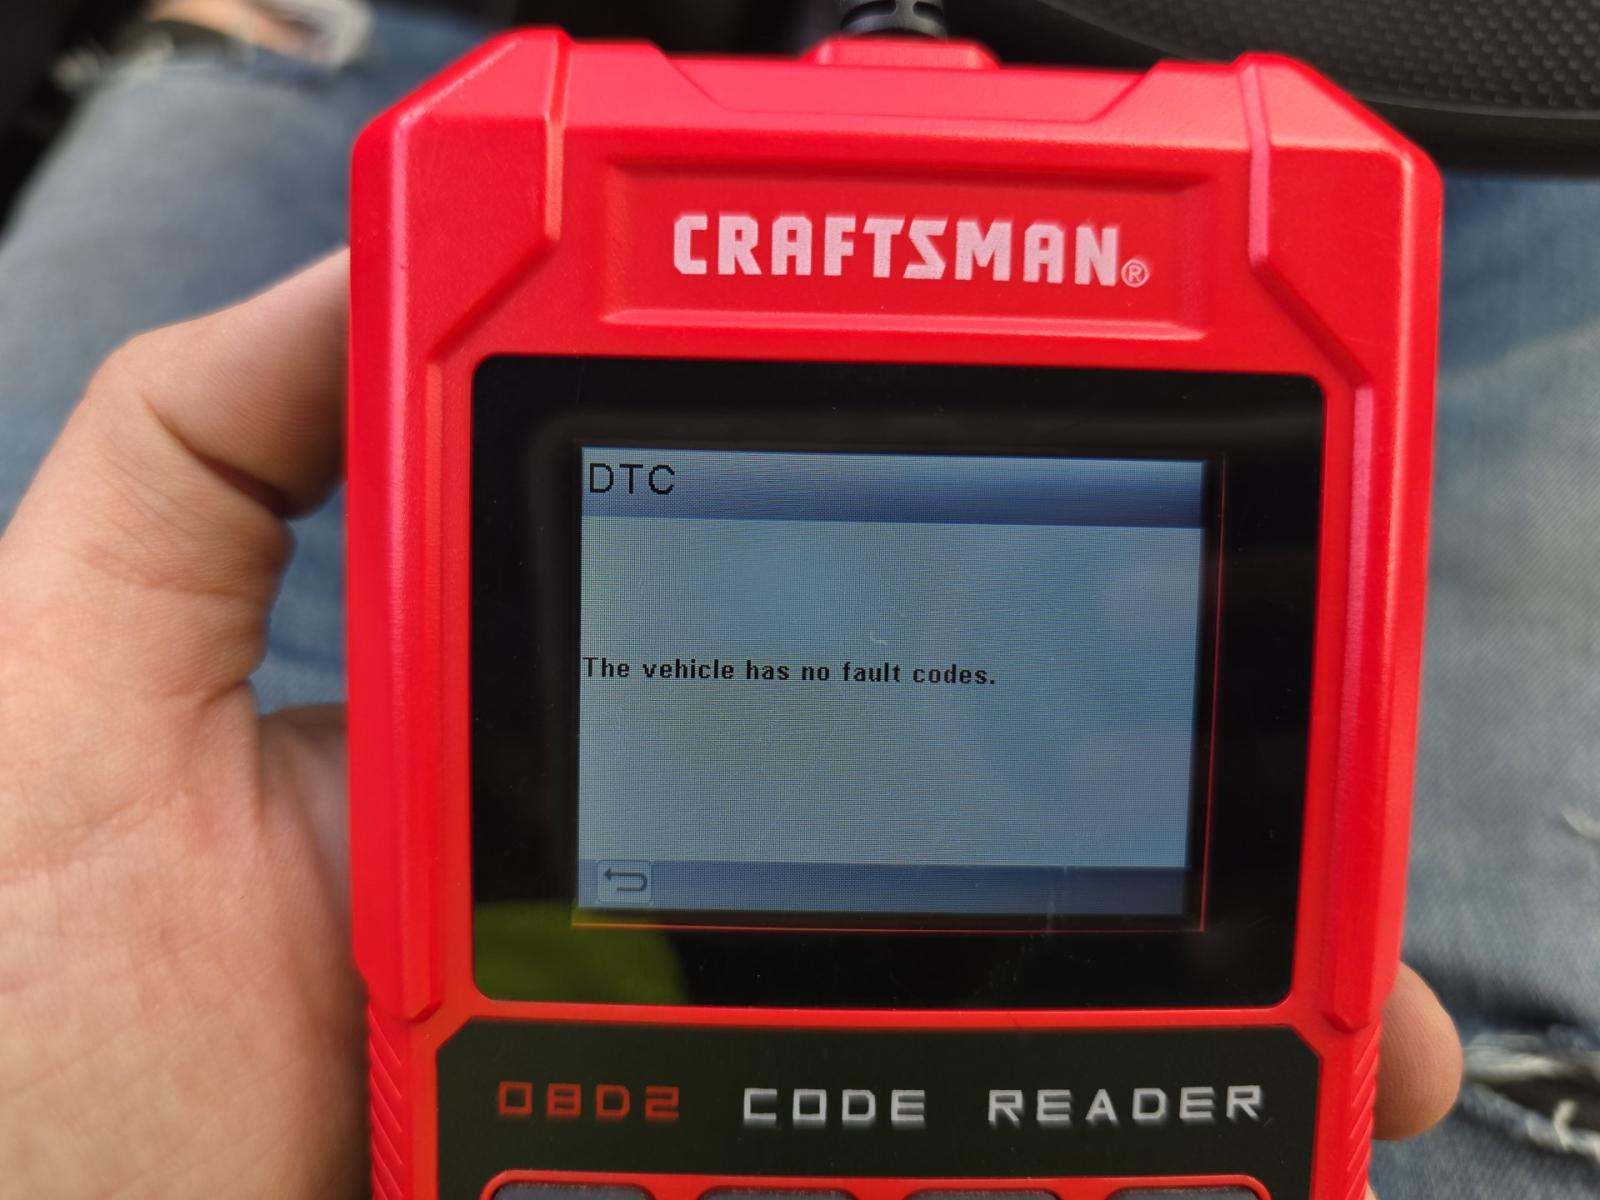 CRAFTSMAN®
DTC
The vehicle has no fault codes.
OBD2 CODE READER